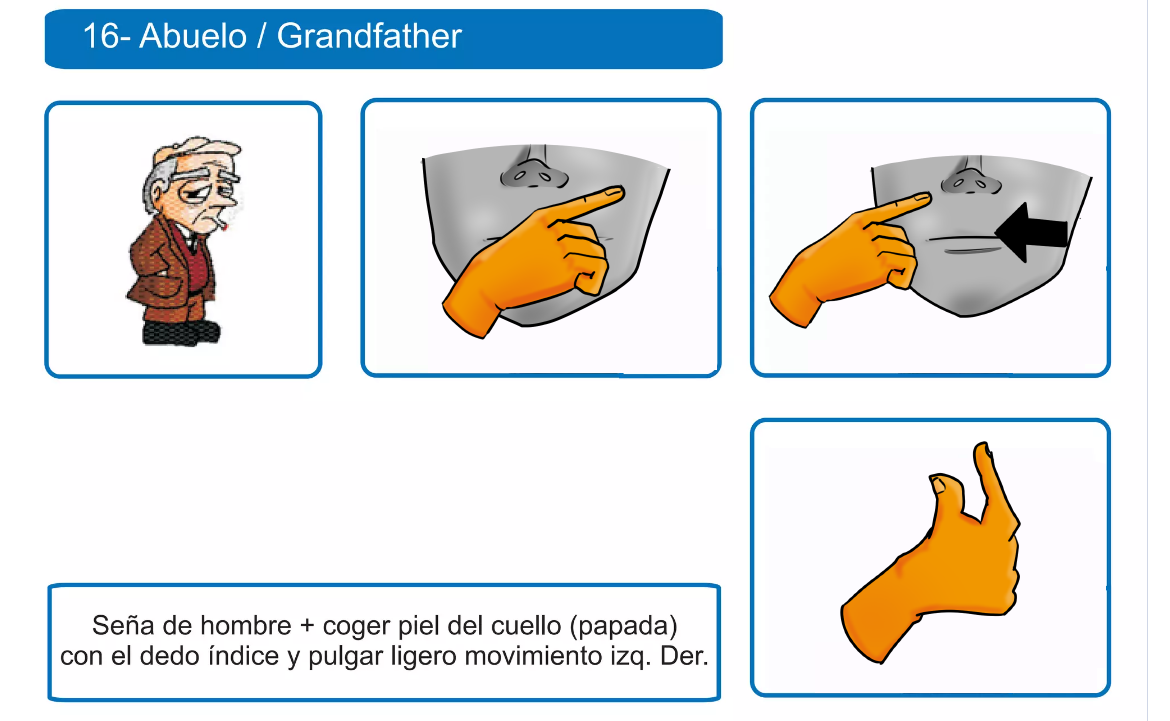 16- Abuelo / Grandfather
Seña de hombre + coger piel del cuello (papada)
con el dedo índice y pulgar ligero movimiento izq. Der.